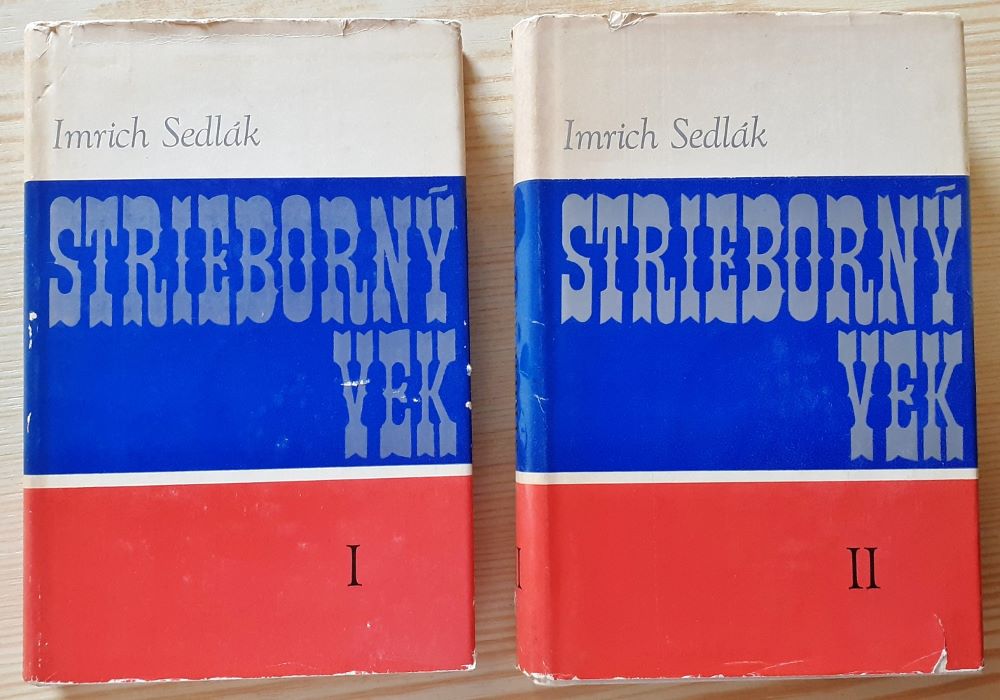 Imrich Sedlák
STRIEBORNÝ
VEK
I
Imrich Sedlák
STRIEBORNÝ
VEK
II